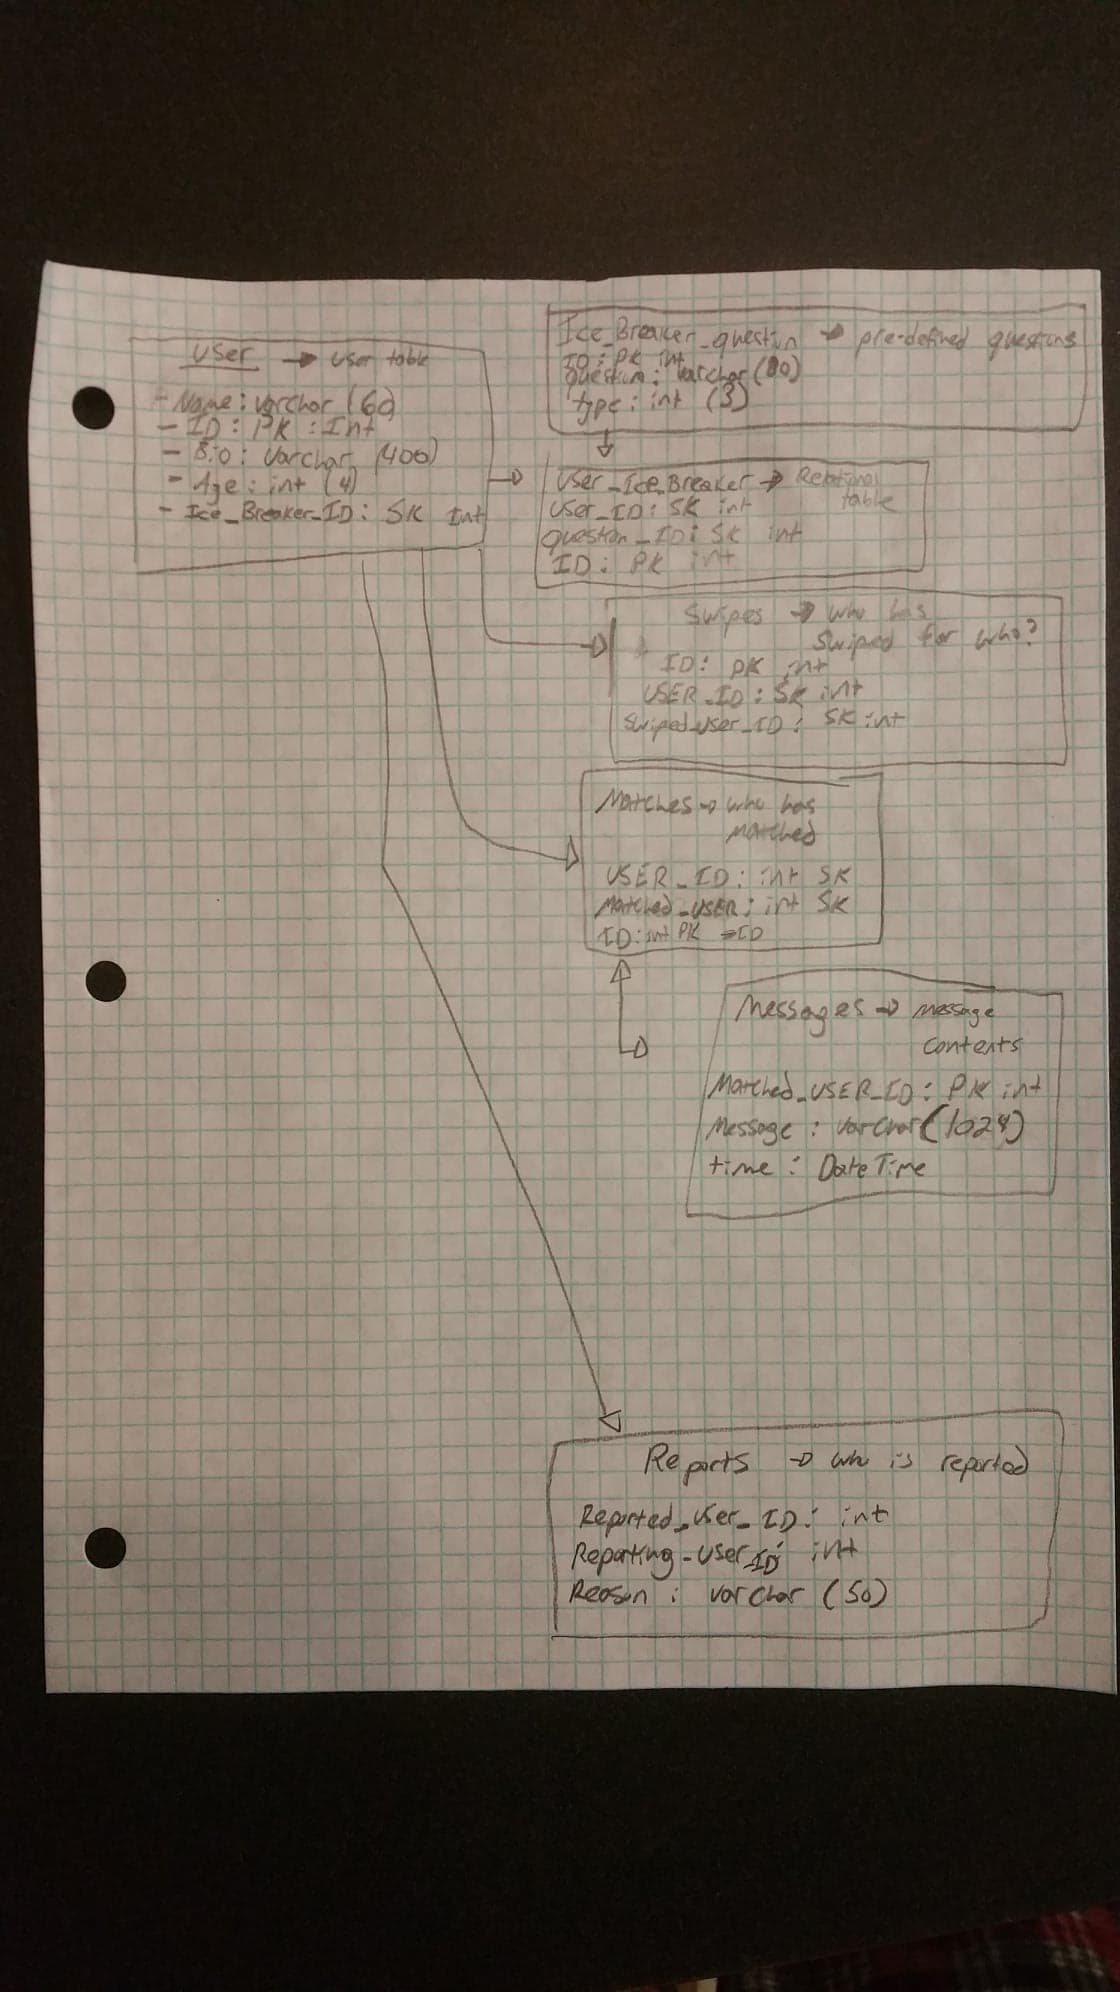 User → User table
- Name: varchar (60)
- ID: PK: Int
- Bio: Varchar (400)
- Age: int (4)
- Ice_Breaker_ID: SK Int
Ice_Breaker_question → pre-defined questions
ID: PK int
question: Varchar (80)
type: int (3)
User_Ice_Breaker → Relational
table
User_ID: SK int
question_ID: SK int
ID: PK int
Swipes → who has
Swiped for who?
ID: PK int
USER_ID: SK int
Swiped_user_ID: SK int
Matches → who has
Matched
USER_ID: int SK
Matched_USER: int SK
ID: int PK → ID
Messages → Message
Contents
Matched_USER_ID: PK int
Message: Varchar (1024)
time: DateTime
Reports → who is reported
Reported_User_ID: int
Reporting_User_ID: int
Reason: varchar (50)